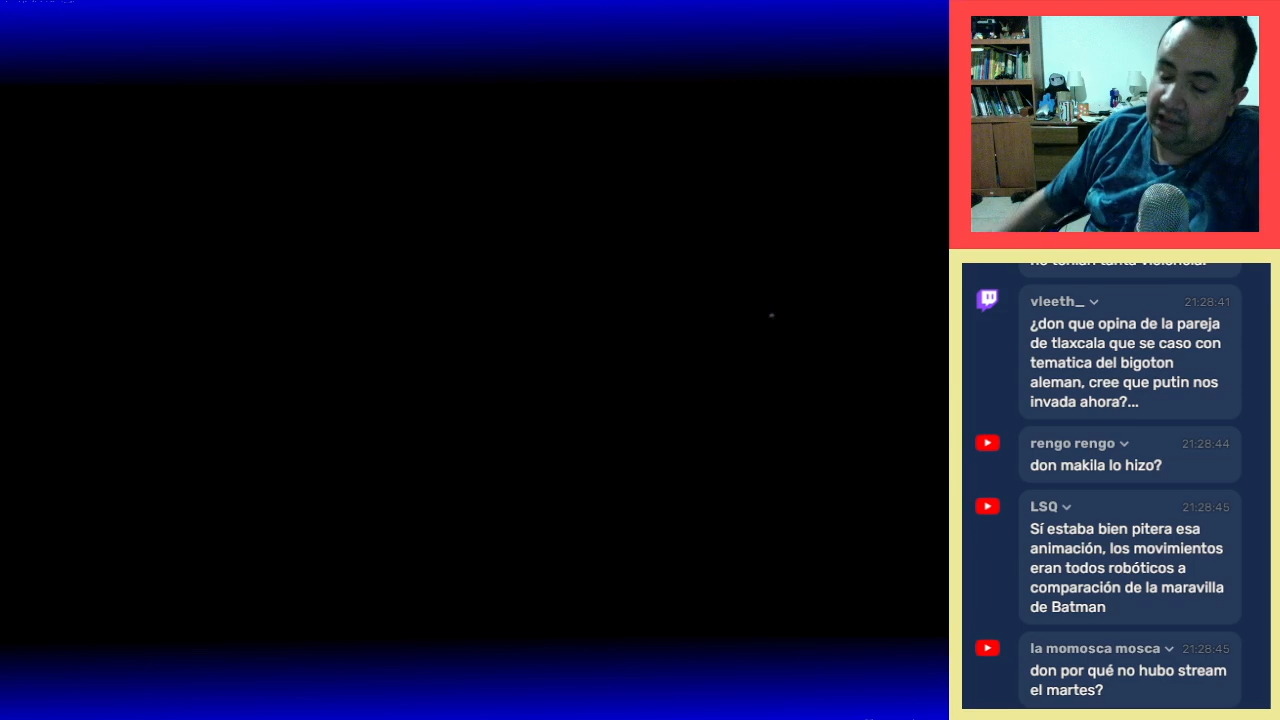 vleeth_
21:28:41
¿don que opina de la pareja
de tlaxcala que se caso con
tematica del bigoton
aleman, cree que putin nos
invada ahora?...
rengo rengo
21:28:44
don makila lo hizo?
LSQ
21:28:45
Sí estaba bien pitera esa
animación, los movimientos
eran todos robóticos a
comparación de la maravilla
de Batman
la momosca mosca
21:28:45
don por qué no hubo stream
el martes?